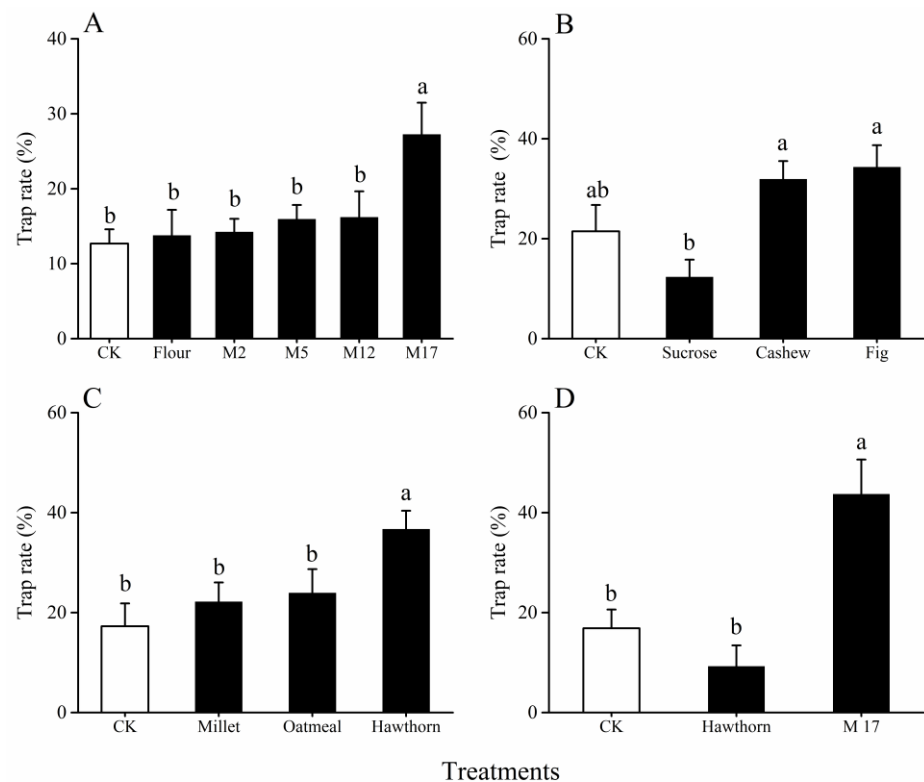 A
Trap rate (%)
40
30
20
10
0
b
b
b
b
b
a
CK Flour M2 M5 M12 M17
B
Trap rate (%)
60
40
20
0
ab
b
a
a
CK Sucrose Cashew Fig
C
Trap rate (%)
60
40
20
0
b
b
b
a
CK Millet Oatmeal Hawthorn
D
Trap rate (%)
60
40
20
0
b
b
a
CK Hawthorn M 17
Treatments